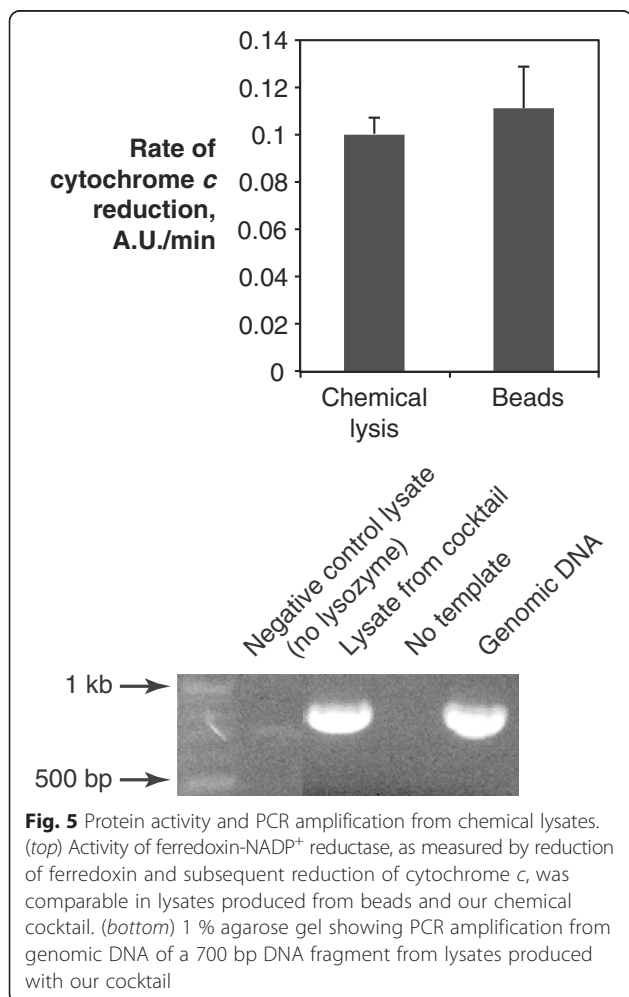 0.14
0.12
0.1
0.08
0.06
0.04
0.02
0
Rate of
cytochrome c
reduction,
A.U./min
Chemical
lysis
Beads
Negative control lysate
(no lysozyme)
Lysate from cocktail
No template
Genomic DNA
1 kb
500 bp
Fig. 5 Protein activity and PCR amplification from chemical lysates.
(top) Activity of ferredoxin-NADP+ reductase, as measured by reduction
of ferredoxin and subsequent reduction of cytochrome c, was
comparable in lysates produced from beads and our chemical
cocktail. (bottom) 1 % agarose gel showing PCR amplification from
genomic DNA of a 700 bp DNA fragment from lysates produced
with our cocktail